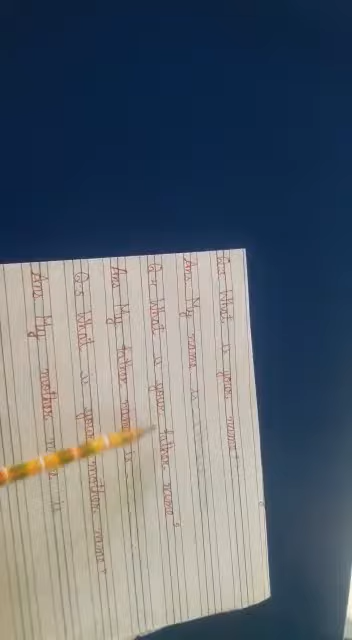 Q.1 What is your name?
Ans My name is
Q.2 What is your father name?
Ans My father name is
Q.3 What is your mother name?
Ans My mother is